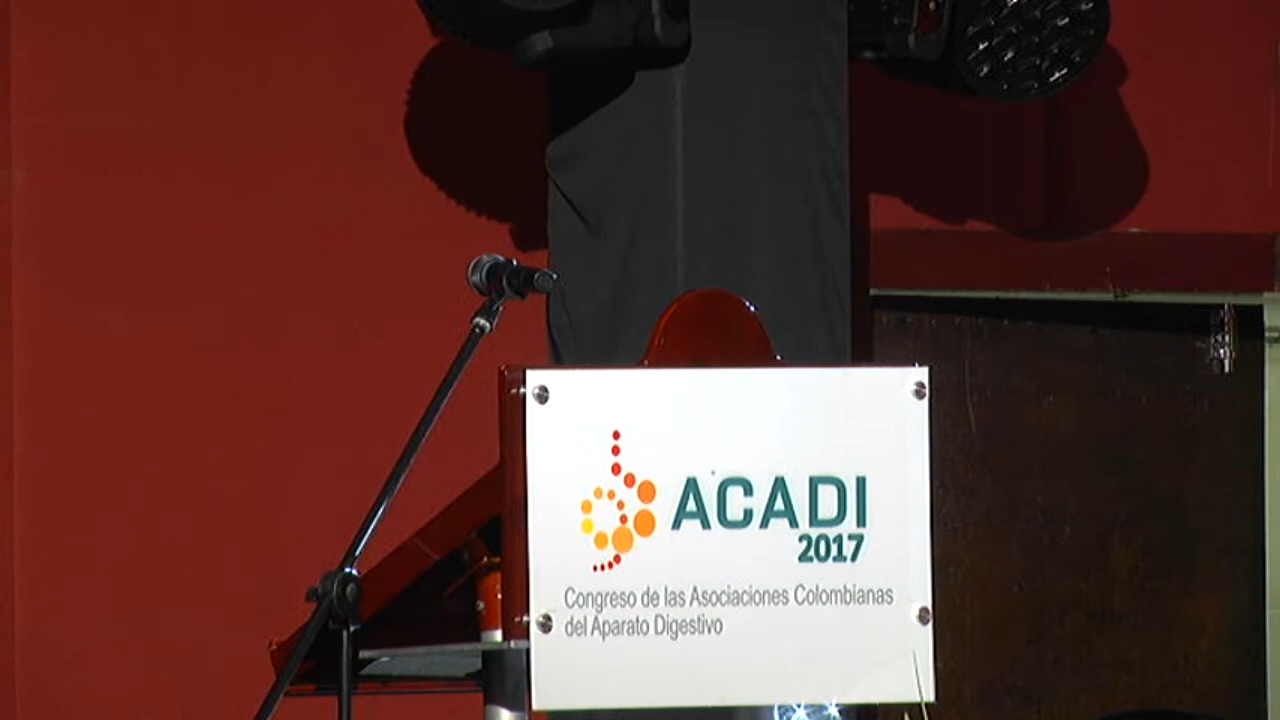 ACADI
2017
Congreso de las Asociaciones Colombianas
del Aparato Digestivo